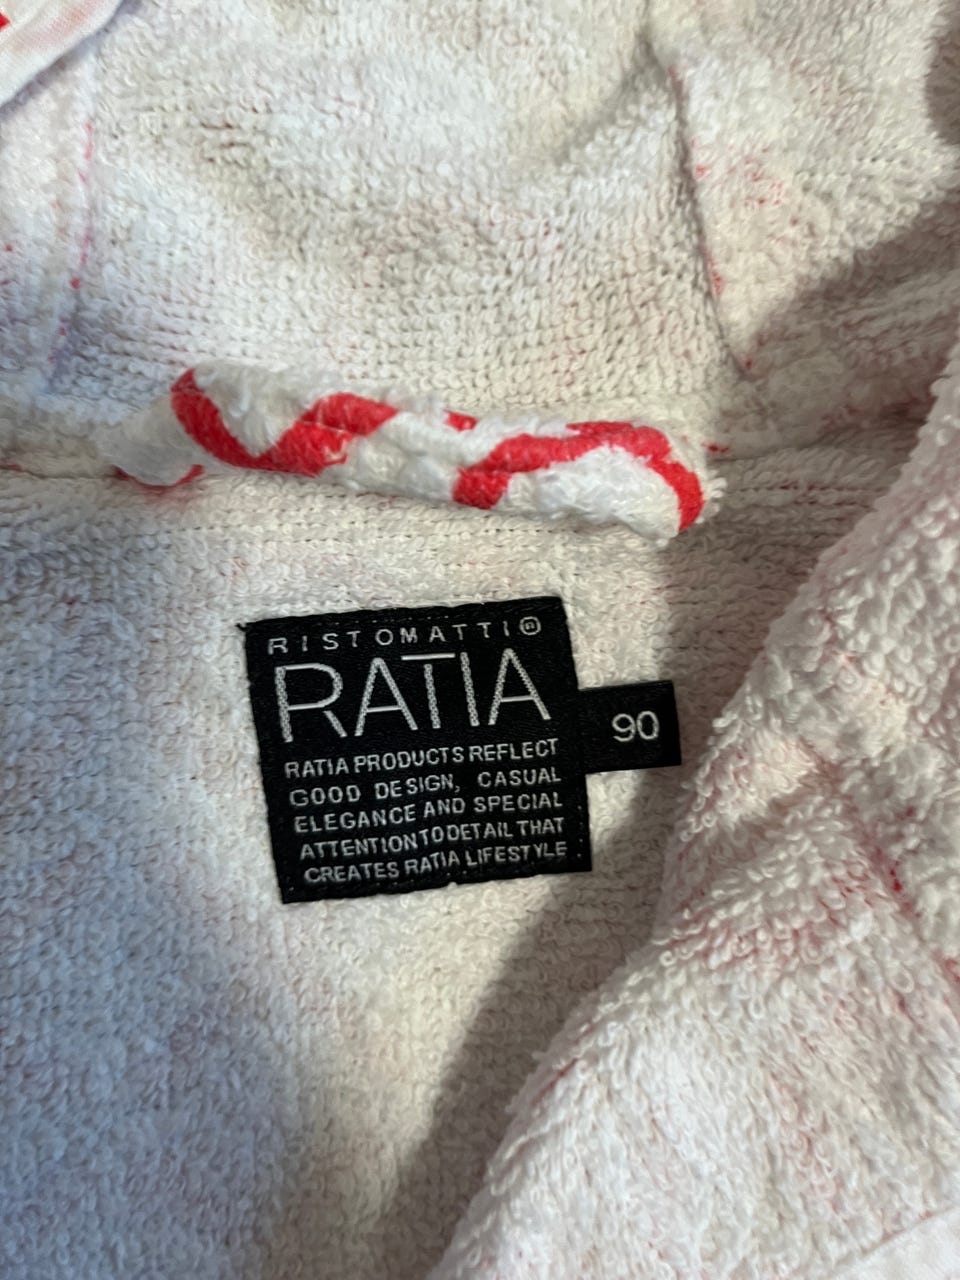 RISTOMATTI®
RATIA
RATIA PRODUCTS REFLECT
GOOD DESIGN, CASUAL
ELEGANCE AND SPECIAL
ATTENTION TO DETAIL THAT
CREATES RATIA LIFESTYLE
90